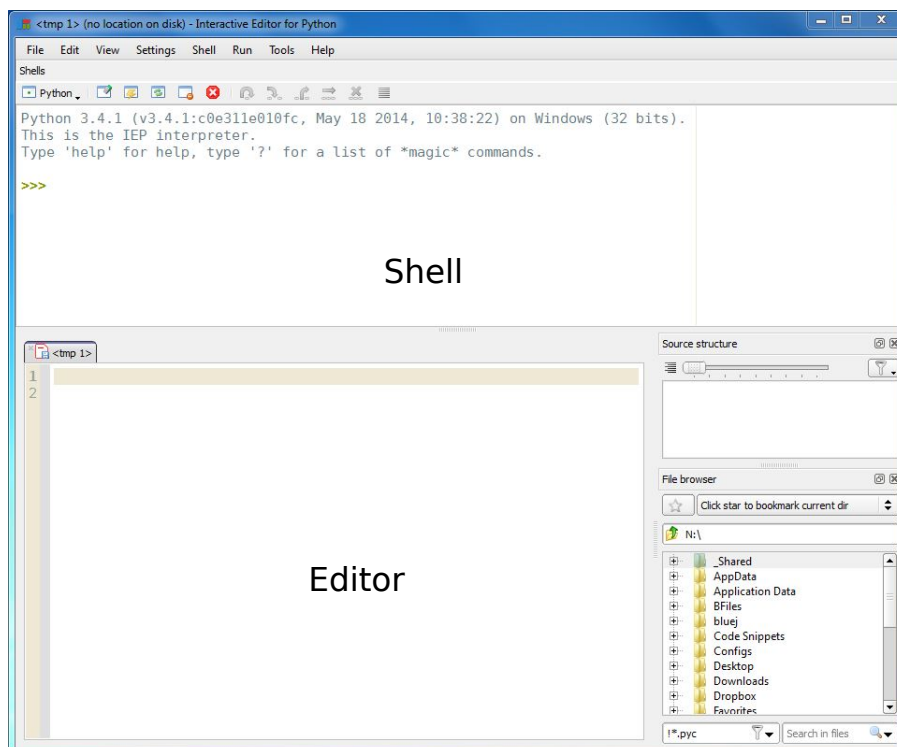 <tmp 1> (no location on disk) - Interactive Editor for Python
File Edit View Settings Shell Run Tools Help
Shells
Python
Python 3.4.1 (v3.4.1:c0e311e010fc, May 18 2014, 10:38:22) on Windows (32 bits).
This is the IEP interpreter.
Type 'help' for help, type '?' for a list of *magic* commands.
>>>
Shell
<tmp 1>
1
2
Editor
Source structure
File browser
Click star to bookmark current dir
N:\
_Shared
AppData
Application Data
BFiles
bluej
Code Snippets
Configs
Desktop
Downloads
Dropbox
Favorites
!*.pyc Search in files